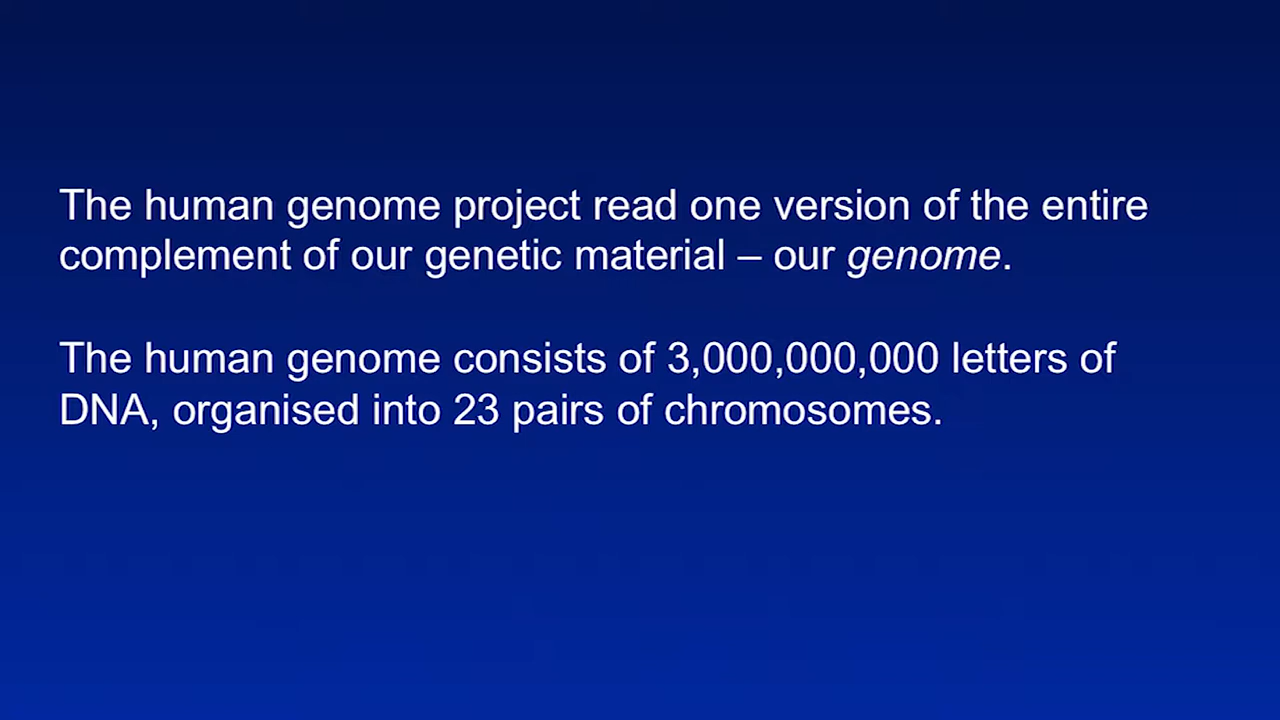 The human genome project read one version of the entire
complement of our genetic material – our genome.
The human genome consists of 3,000,000,000 letters of
DNA, organised into 23 pairs of chromosomes.